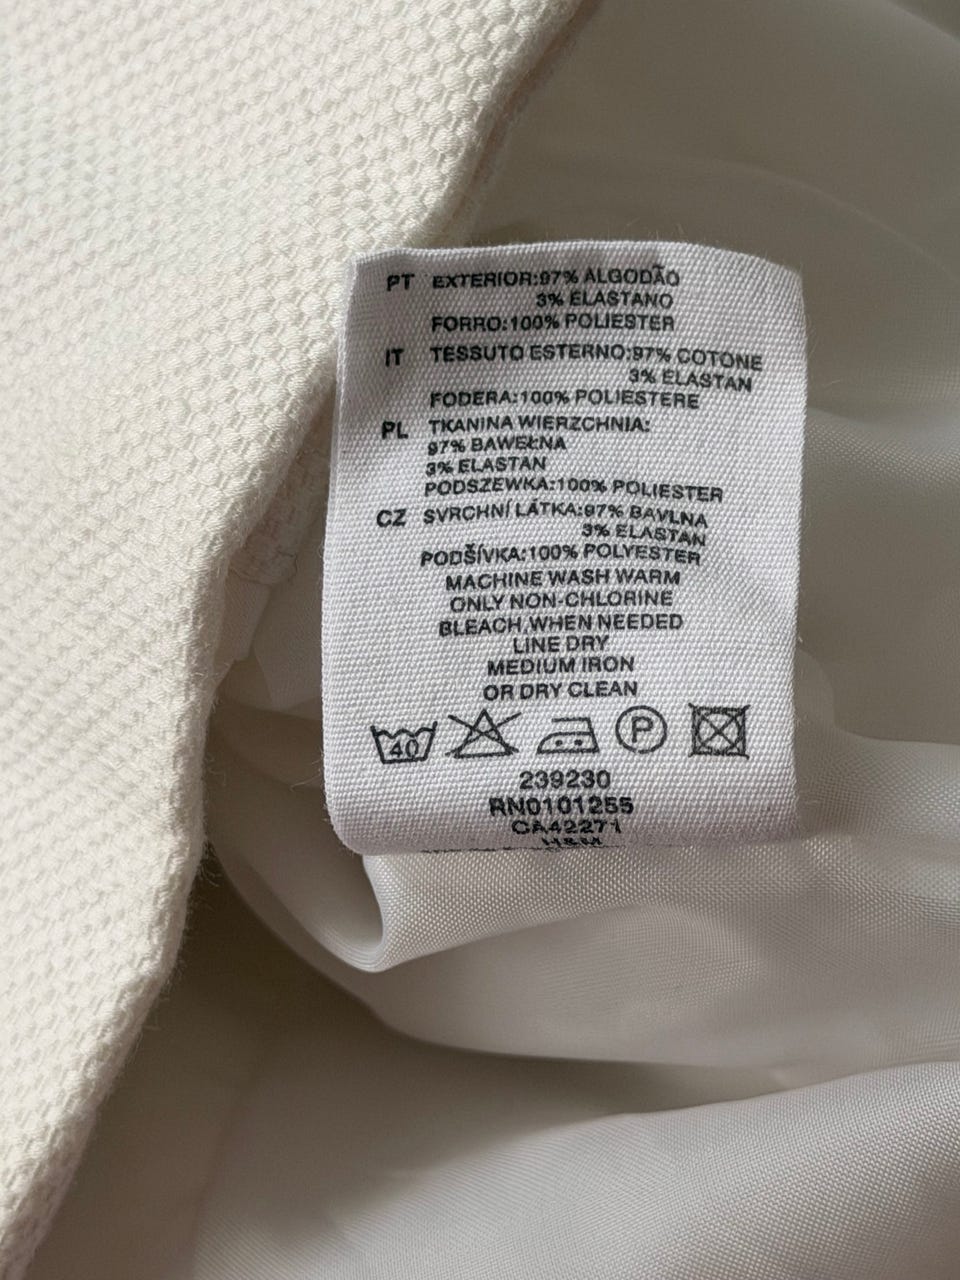 PT EXTERIOR:97% ALGODÃO
3% ELASTANO
FORRO:100% POLIESTER
IT TESSUTO ESTERNO:97% COTONE
3% ELASTAN
FODERA:100% POLIESTERE
PL TKANINA WIERZCHNIA:
97% BAWEŁNA
3% ELASTAN
PODSZEWKA:100% POLIESTER
CZ SVRCHNÍ LÁTKA:97% BAVLNA
3% ELASTAN
PODŠÍVKA:100% POLYESTER
MACHINE WASH WARM
ONLY NON-CHLORINE
BLEACH,WHEN NEEDED
LINE DRY
MEDIUM IRON
OR DRY CLEAN
40 P
239230
RN0101255
CA42271
H&M